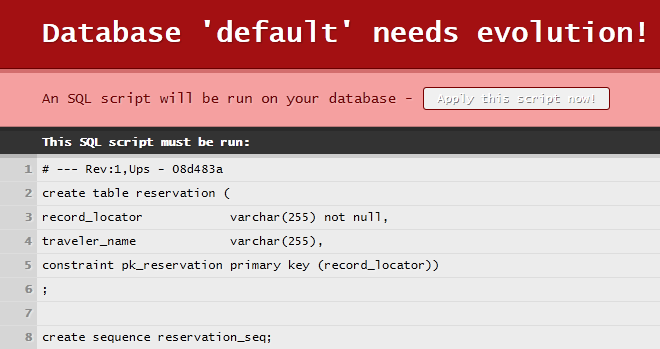 Database 'default' needs evolution!
An SQL script will be run on your database - Apply this script now!
This SQL script must be run:
1 # --- Rev:1,Ups - 08d483a
2 create table reservation (
3 record_locator varchar(255) not null,
4 traveler_name varchar(255),
5 constraint pk_reservation primary key (record_locator))
6 ;
7
8 create sequence reservation_seq;